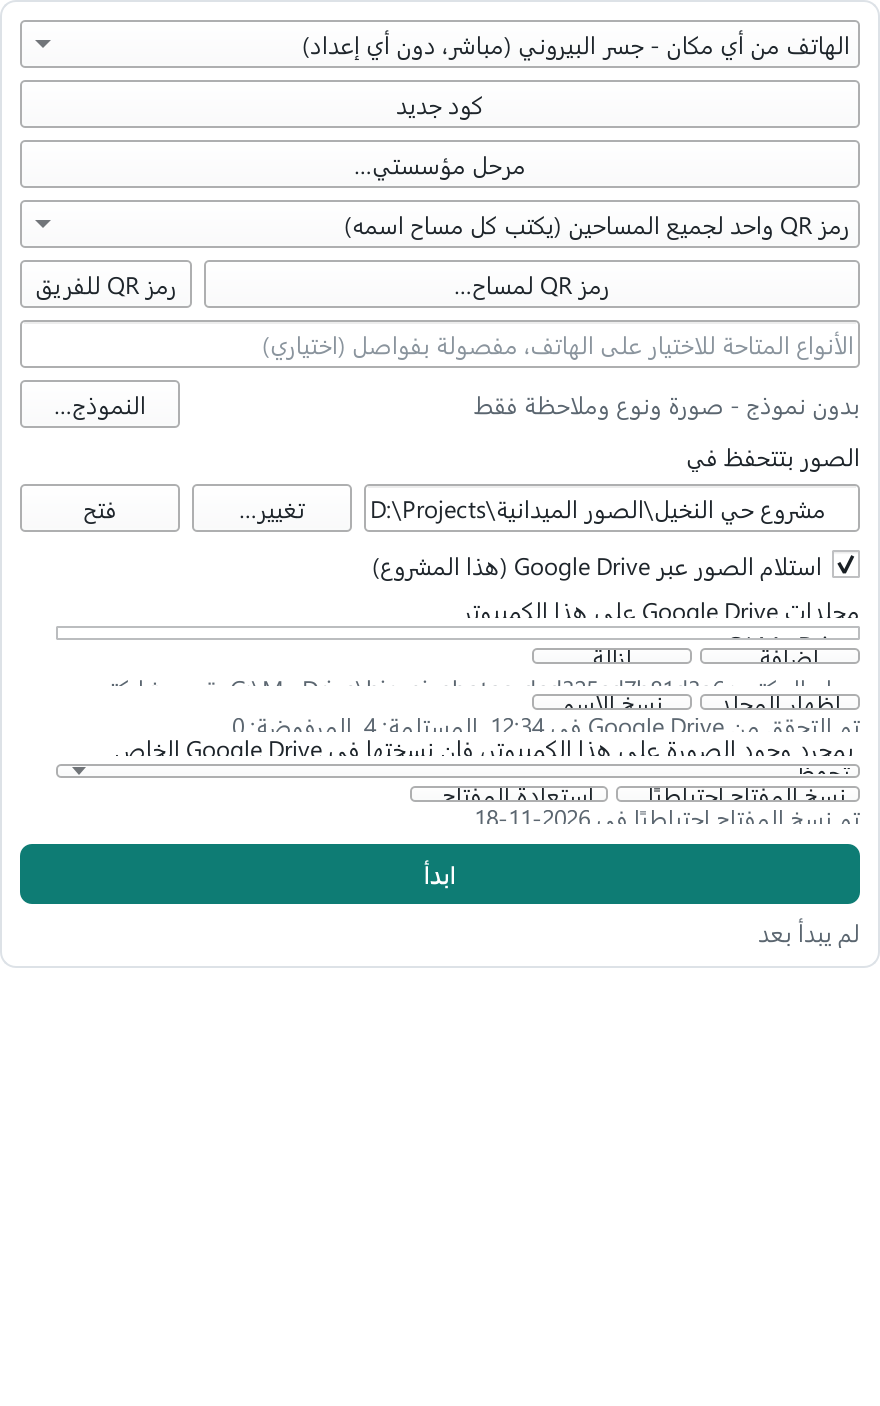 الهاتف من أي مكان - جسر البيروني (مباشر، دون أي إعداد)
كود جديد
مرحل مؤسستي...
رمز QR واحد لجميع المساحين (يكتب كل مساح اسمه)
رمز QR لمساح... رمز QR للفريق
الأنواع المتاحة للاختيار على الهاتف، مفصولة بفواصل (اختياري)
بدون نموذج - صورة ونوع وملاحظة فقط النموذج...
الصور بتتحفظ في
D:\Projects\مشروع حي النخيل\الصور الميدانية تغيير... فتح
استلام الصور عبر Google Drive (هذا المشروع)
مجلدات Google Drive على هذا الكمبيوتر
إضافة إزالة
إظهار المجلد نسخ الاسم
تم التحقق من Google Drive في 12:34. المستلمة: 4. المرفوضة: 0
بمجرد وجود الصورة على هذا الكمبيوتر، فإن نسختها في Google Drive الخاص
نسخ المفتاح احتياطيًا استعادة المفتاح
تم نسخ المفتاح احتياطيًا في 2026-11-18
ابدأ
لم يبدأ بعد